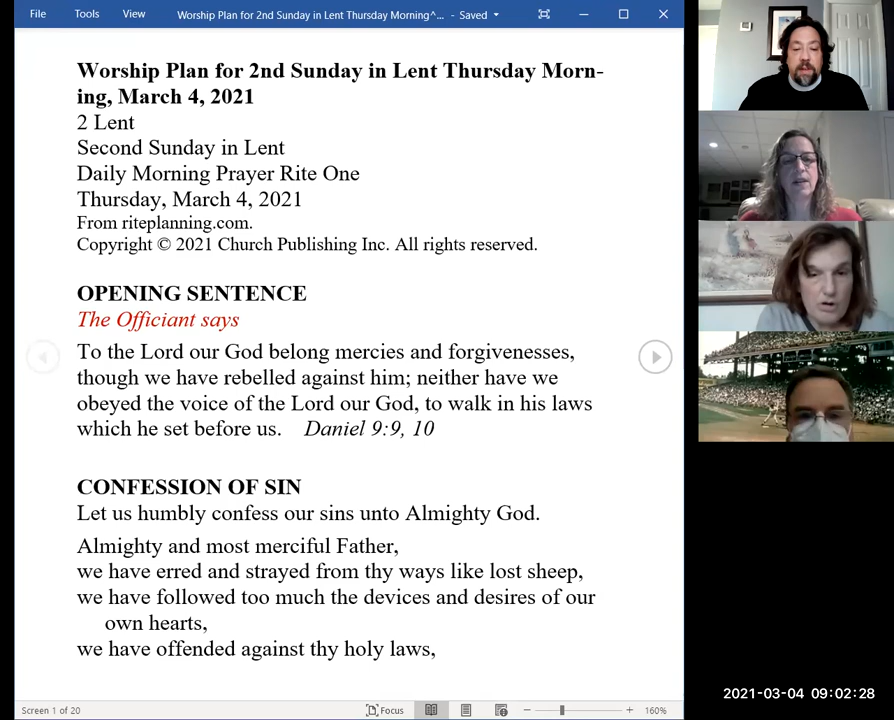 File Tools View Worship Plan for 2nd Sunday in Lent Thursday Morning^... - Saved
Worship Plan for 2nd Sunday in Lent Thursday Morn-
ing, March 4, 2021
2 Lent
Second Sunday in Lent
Daily Morning Prayer Rite One
Thursday, March 4, 2021
From riteplanning.com.
Copyright © 2021 Church Publishing Inc. All rights reserved.
OPENING SENTENCE
The Officiant says
To the Lord our God belong mercies and forgivenesses,
though we have rebelled against him; neither have we
obeyed the voice of the Lord our God, to walk in his laws
which he set before us. Daniel 9:9, 10
CONFESSION OF SIN
Let us humbly confess our sins unto Almighty God.
Almighty and most merciful Father,
we have erred and strayed from thy ways like lost sheep,
we have followed too much the devices and desires of our
own hearts,
we have offended against thy holy laws,
Screen 1 of 20 Focus 160%
2021-03-04 09:02:28